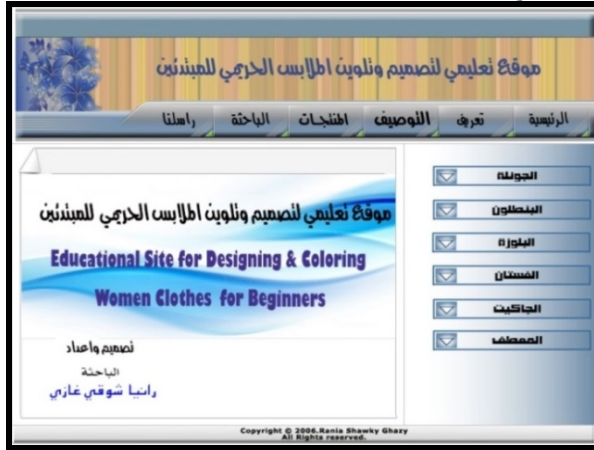 موقع تعليمي لتصميم وتلوين الملابس الحريمي للمبتدئين
الرئيسية تعريف التوصيف المنتجات الباحثة راسلنا
الجونلة
البنطلون
البلوزة
الفستان
الجاكيت
المعطف
موقع تعليمي لتصميم وتلوين الملابس الحريمي للمبتدئين
Educational Site for Designing & Coloring
Women Clothes for Beginners
تصميم واعداد
الباحثة
رانيا شوقي غازي
Copyright © 2006.Rania Shawky Ghazy
All Rights reserved.